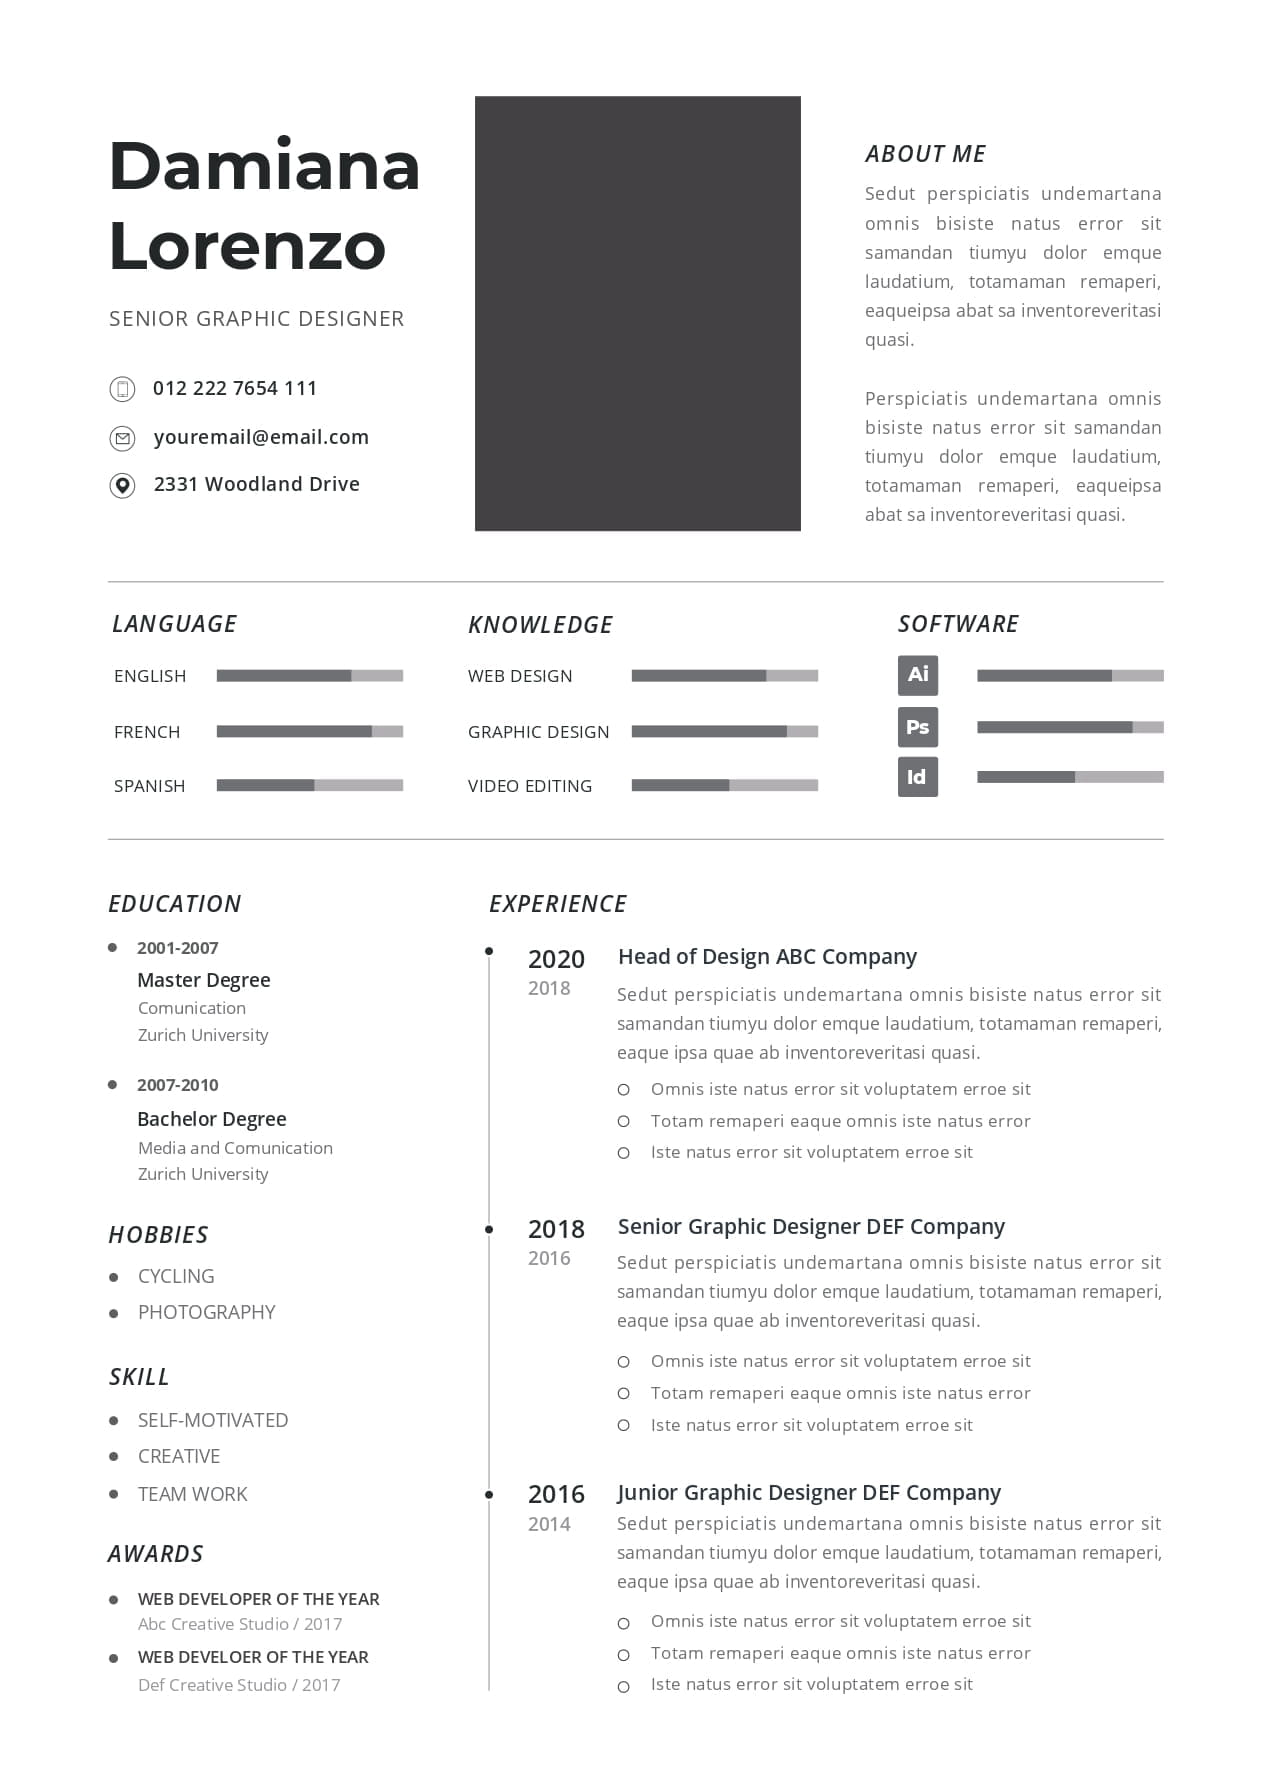 Damiana
Lorenzo
SENIOR GRAPHIC DESIGNER
012 222 7654 111
youremail@email.com
2331 Woodland Drive
ABOUT ME
Sedut perspiciatis undemartana
omnis bisiste natus error sit
samandan tiumyu dolor emque
laudatium, totamaman remaperi,
eaqueipsa abat sa inventoreveritasi
quasi.
Perspiciatis undemartana omnis
bisiste natus error sit samandan
tiumyu dolor emque laudatium,
totamaman remaperi, eaqueipsa
abat sa inventoreveritasi quasi.
LANGUAGE
ENGLISH
FRENCH
SPANISH
KNOWLEDGE
WEB DESIGN
GRAPHIC DESIGN
VIDEO EDITING
SOFTWARE
Ai
Ps
Id
EDUCATION
2001-2007
Master Degree
Comunication
Zurich University
2007-2010
Bachelor Degree
Media and Comunication
Zurich University
HOBBIES
CYCLING
PHOTOGRAPHY
SKILL
SELF-MOTIVATED
CREATIVE
TEAM WORK
AWARDS
WEB DEVELOPER OF THE YEAR
Abc Creative Studio / 2017
WEB DEVELOER OF THE YEAR
Def Creative Studio / 2017
EXPERIENCE
2020
2018
Head of Design ABC Company
Sedut perspiciatis undemartana omnis bisiste natus error sit
samandan tiumyu dolor emque laudatium, totamaman remaperi,
eaque ipsa quae ab inventoreveritasi quasi.
Omnis iste natus error sit voluptatem erroe sit
Totam remaperi eaque omnis iste natus error
Iste natus error sit voluptatem erroe sit
2018
2016
Senior Graphic Designer DEF Company
Sedut perspiciatis undemartana omnis bisiste natus error sit
samandan tiumyu dolor emque laudatium, totamaman remaperi,
eaque ipsa quae ab inventoreveritasi quasi.
Omnis iste natus error sit voluptatem erroe sit
Totam remaperi eaque omnis iste natus error
Iste natus error sit voluptatem erroe sit
2016
2014
Junior Graphic Designer DEF Company
Sedut perspiciatis undemartana omnis bisiste natus error sit
samandan tiumyu dolor emque laudatium, totamaman remaperi,
eaque ipsa quae ab inventoreveritasi quasi.
Omnis iste natus error sit voluptatem erroe sit
Totam remaperi eaque omnis iste natus error
Iste natus error sit voluptatem erroe sit